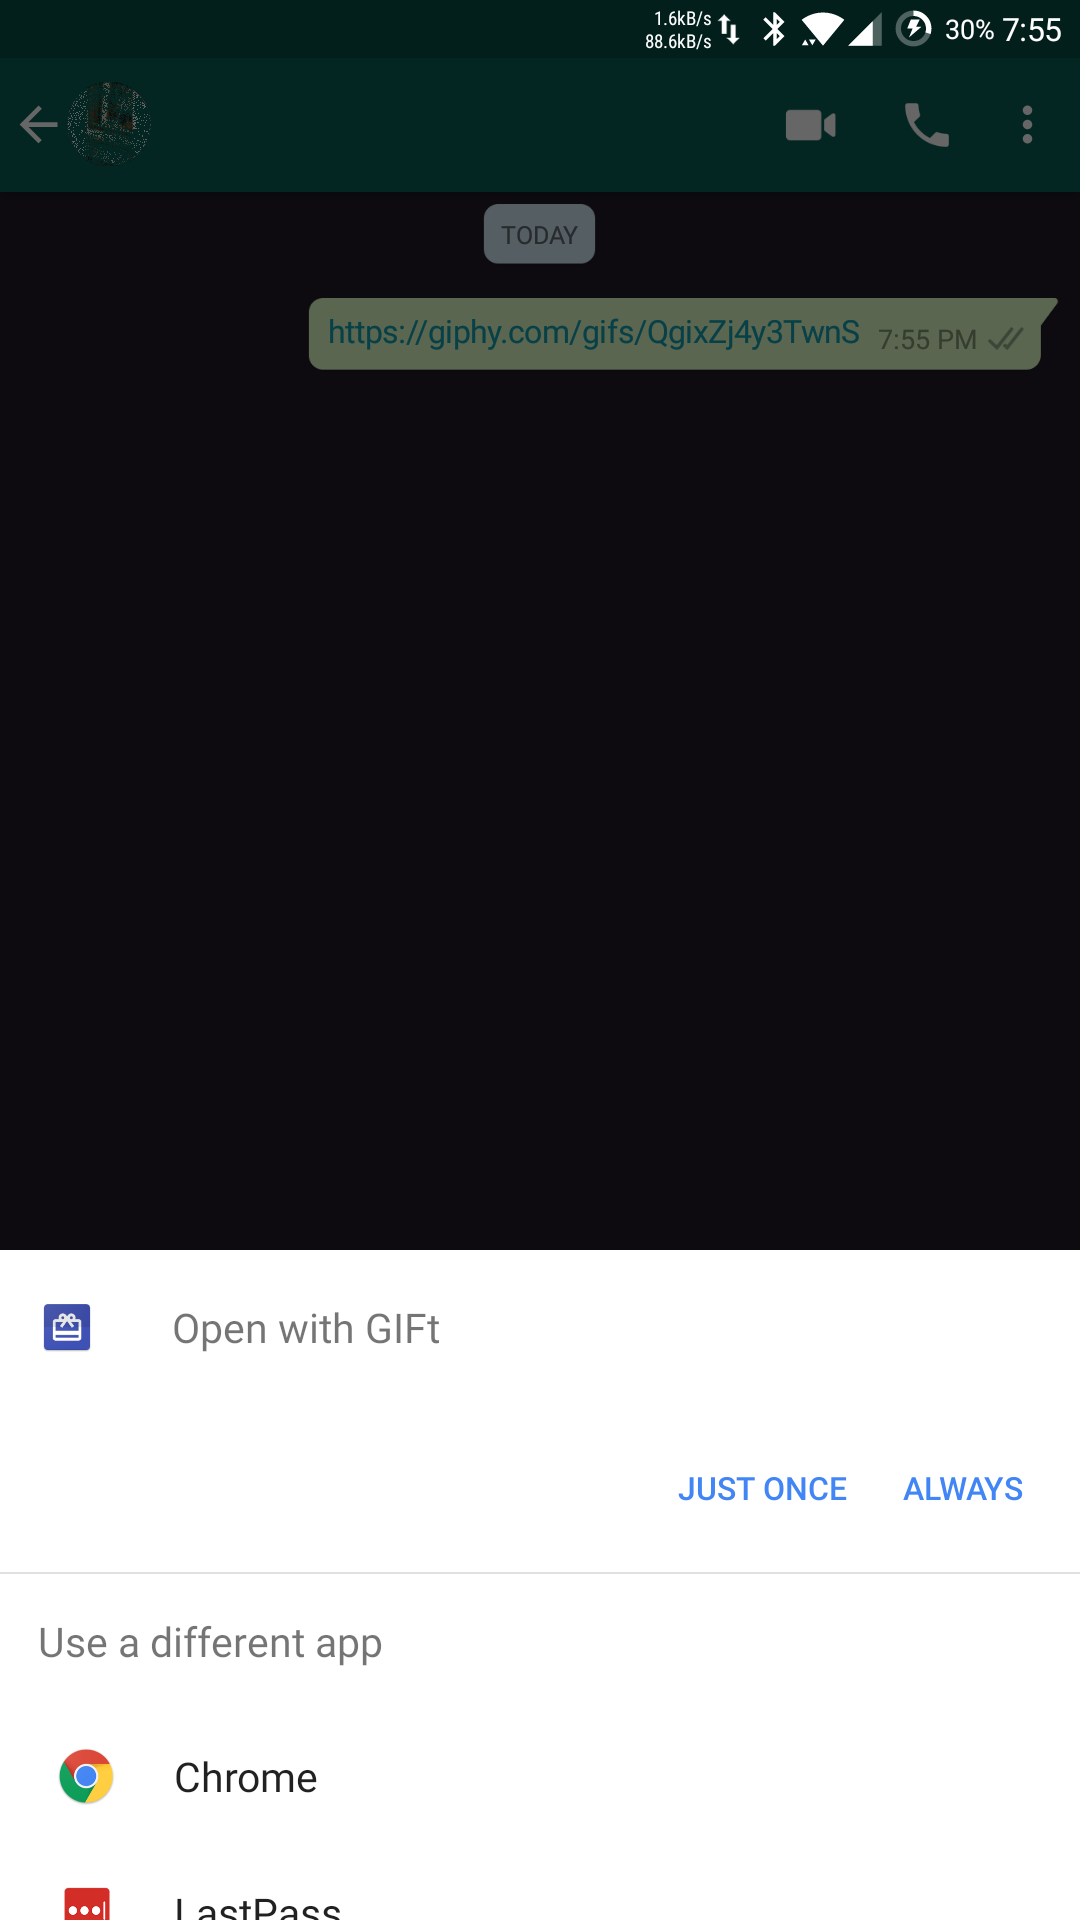 1.6kB/s
88.6kB/s
30% 7:55
TODAY
https://giphy.com/gifs/QgixZj4y3TwnS 7:55 PM
Open with GIFt
JUST ONCE ALWAYS
Use a different app
Chrome
LastPass